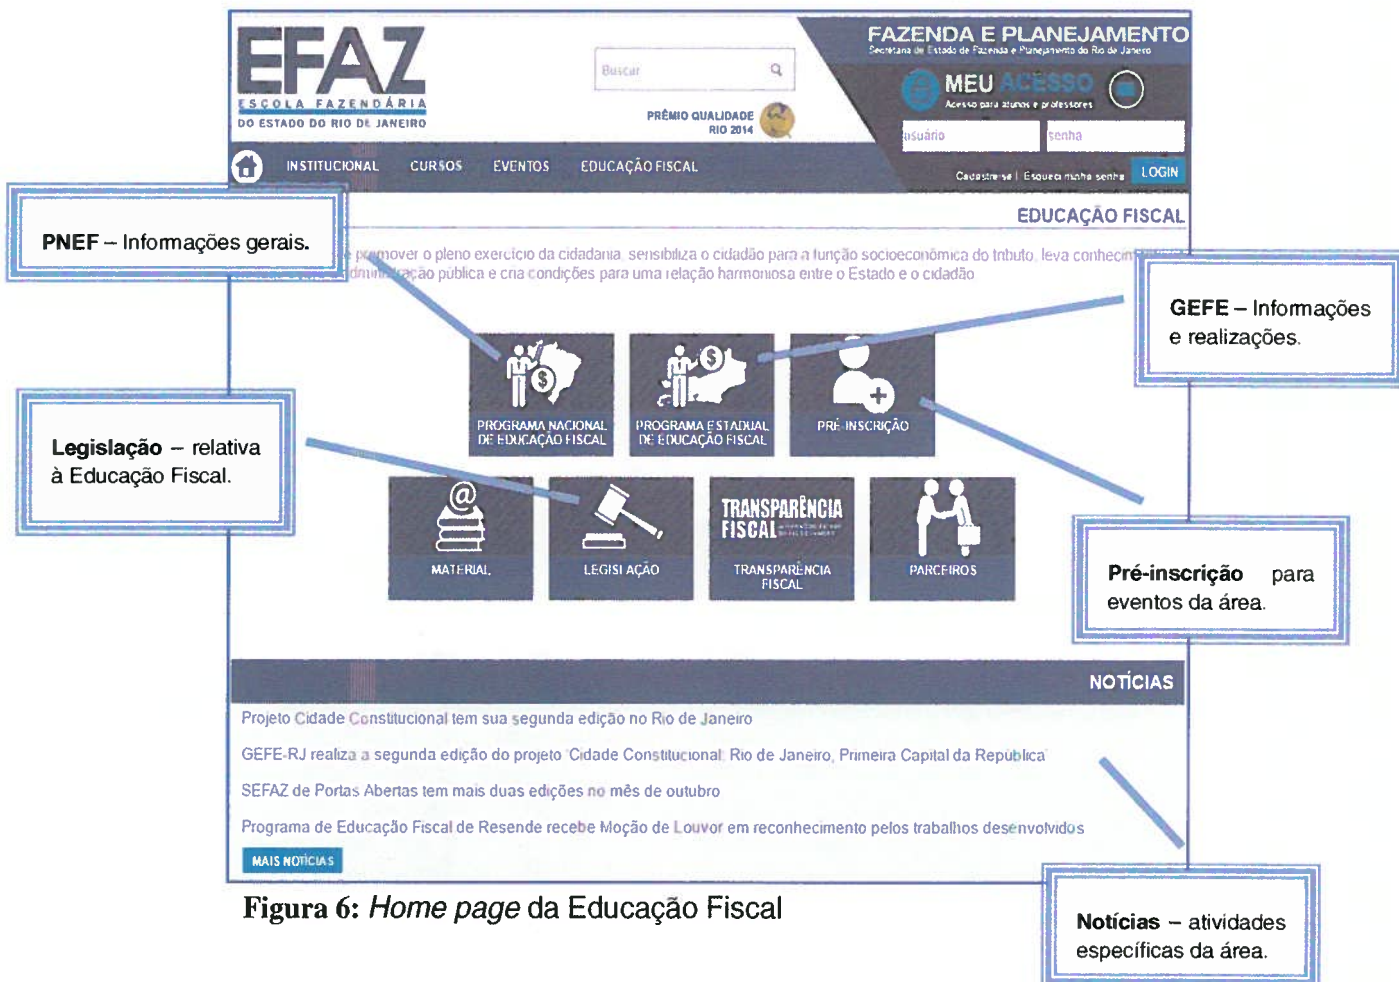 EFAZ
ESCOLA FAZENDÁRIA
DO ESTADO DO RIO DE JANEIRO
Buscar
PRÊMIO QUALIDADE
RIO 2014
FAZENDA E PLANEJAMENTO
Secretaria de Estado de Fazenda e Planejamento do Rio de Janeiro
MEU ACESSO
Acesso para alunos e professores
usuário
senha
Cadastre-se | Esqueci minha senha
LOGIN
INSTITUCIONAL CURSOS EVENTOS EDUCAÇÃO FISCAL
EDUCAÇÃO FISCAL
PNEF – Informações gerais.
promover o pleno exercício da cidadania, sensibiliza o cidadão para a função socioeconômica do tributo, leva
administração pública e cria condições para uma relação harmoniosa entre o Estado e o cidadão
GEFE – Informações
e realizações.
PROGRAMA NACIONAL
DE EDUCAÇÃO FISCAL
PROGRAMA ESTADUAL
DE EDUCAÇÃO FISCAL
PRÉ-INSCRIÇÃO
Legislação – relativa
à Educação Fiscal.
MATERIAL
LEGISLAÇÃO
TRANSPARÊNCIA
FISCAL
TRANSPARÊNCIA
FISCAL
PARCEIROS
Pré-inscrição para
eventos da área.
NOTÍCIAS
Projeto Cidade Constitucional tem sua segunda edição no Rio de Janeiro
GEFE-RJ realiza a segunda edição do projeto 'Cidade Constitucional: Rio de Janeiro, Primeira Capital da República'
SEFAZ de Portas Abertas tem mais duas edições no mês de outubro
Programa de Educação Fiscal de Resende recebe Moção de Louvor em reconhecimento pelos trabalhos desenvolvidos
MAIS NOTÍCIAS
Notícias – atividades
específicas da área.
Figura 6: Home page da Educação Fiscal